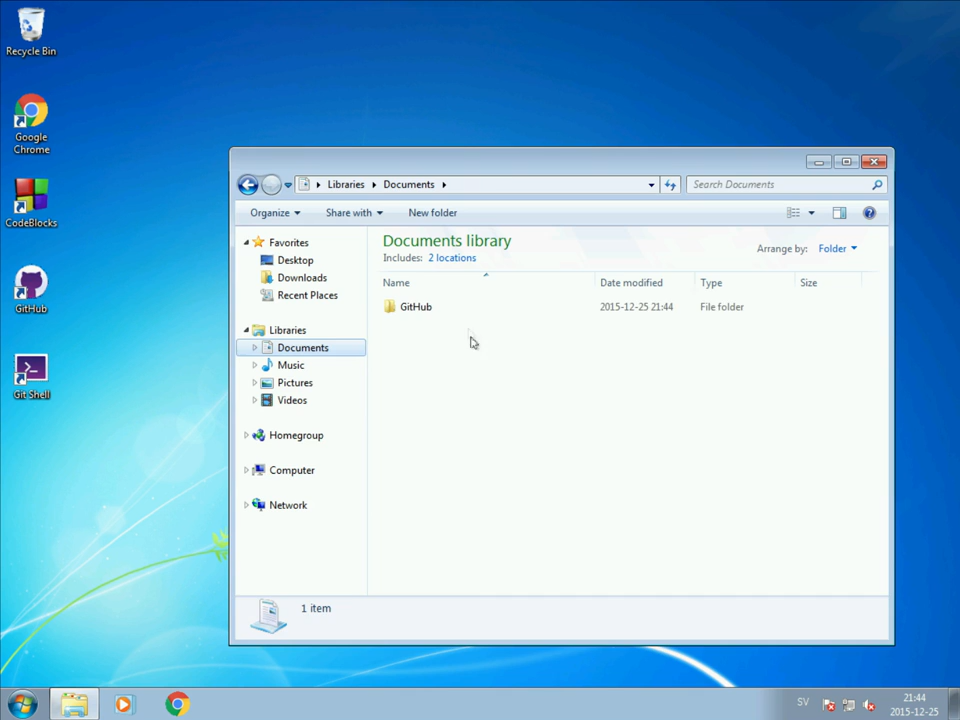 Recycle Bin
Google
Chrome
CodeBlocks
GitHub
Git Shell
Libraries
Documents
Search Documents
Organize
Share with
New folder
Favorites
Desktop
Downloads
Recent Places
Libraries
Documents
Music
Pictures
Videos
Homegroup
Computer
Network
Documents library
Includes: 2 locations
Arrange by: Folder
Name Date modified Type Size
GitHub 2015-12-25 21:44 File folder
1 item
SV
21:44
2015-12-25